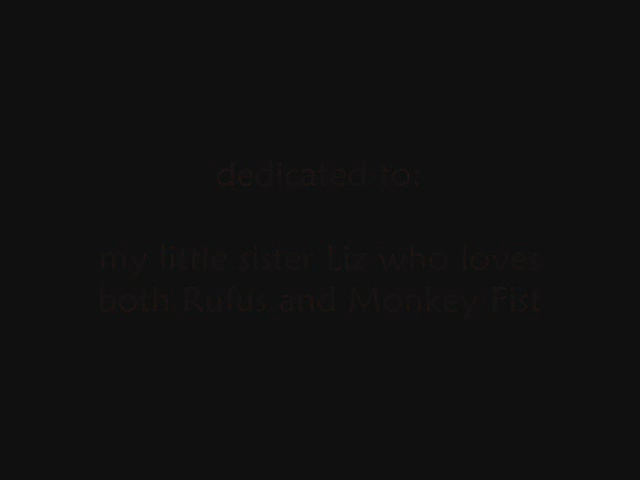 dedicated to:
my little sister Liz who loves
both Rufus and Monkey Fist